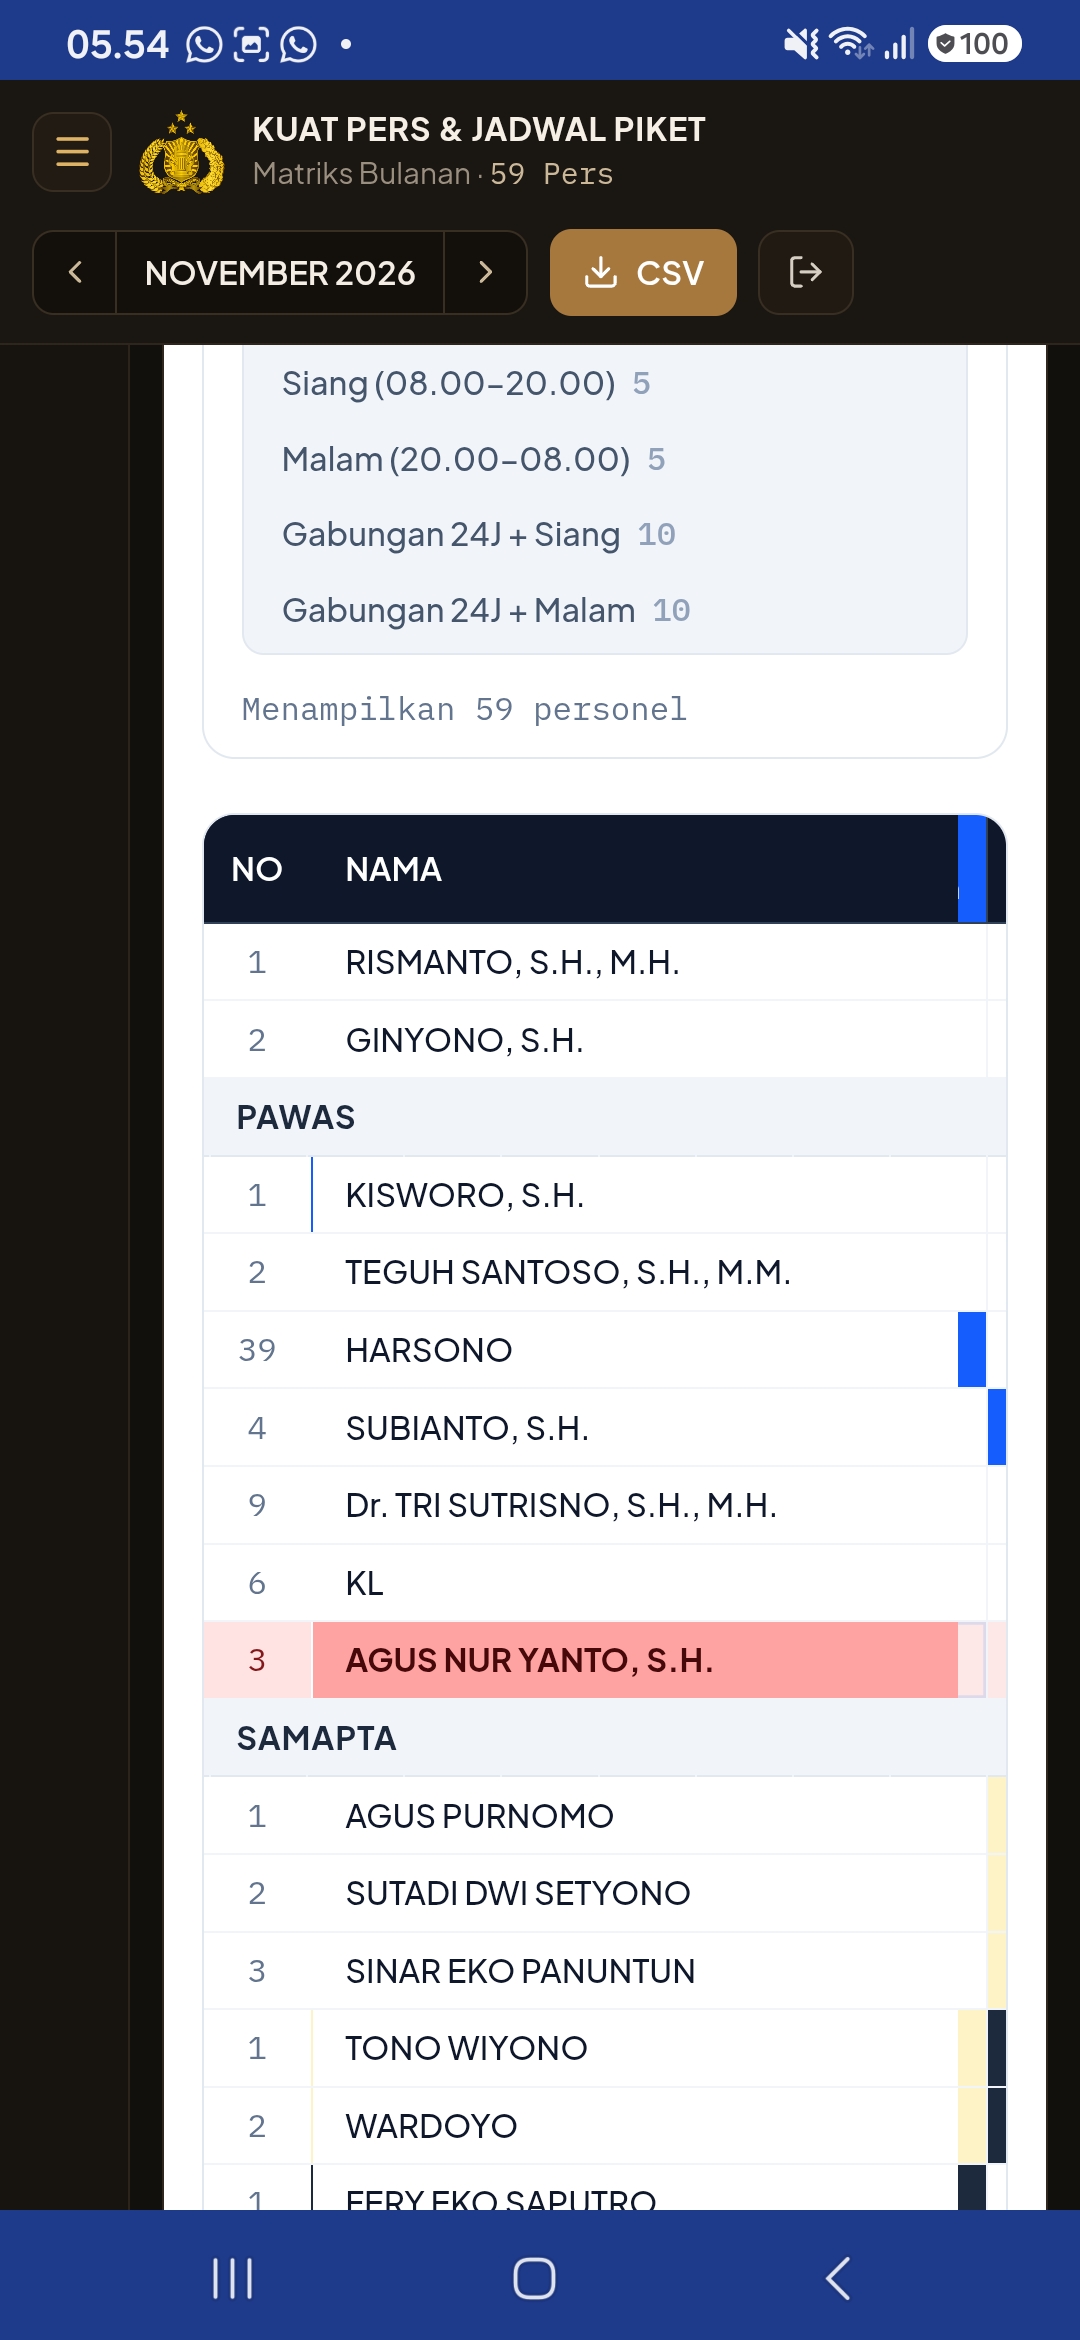 05.54
100
KUAT PERS & JADWAL PIKET
Matriks Bulanan · 59 Pers
NOVEMBER 2026
CSV
Siang (08.00–20.00) 5
Malam (20.00–08.00) 5
Gabungan 24J + Siang 10
Gabungan 24J + Malam 10
Menampilkan 59 personel
NO NAMA
1 RISMANTO, S.H., M.H.
2 GINYONO, S.H.
PAWAS
1 KISWORO, S.H.
2 TEGUH SANTOSO, S.H., M.M.
39 HARSONO
4 SUBIANTO, S.H.
9 Dr. TRI SUTRISNO, S.H., M.H.
6 KL
3 AGUS NUR YANTO, S.H.
SAMAPTA
1 AGUS PURNOMO
2 SUTADI DWI SETYONO
3 SINAR EKO PANUNTUN
1 TONO WIYONO
2 WARDOYO
1 FERY EKO SAPUTRO